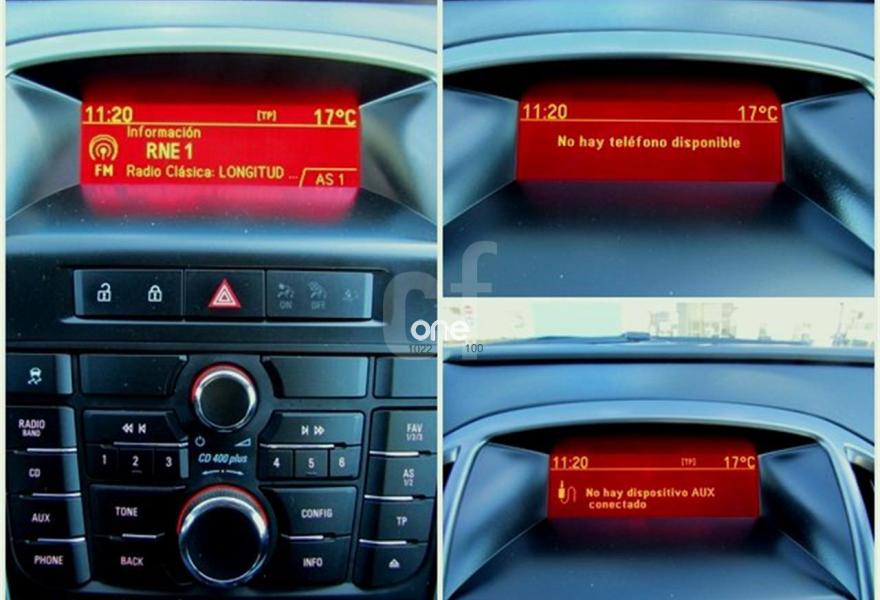 11:20 [TP] 17°C
Información
RNE 1
FM Radio Clásica: LONGITUD ... AS 1
ON OFF
RADIO
BAND
FAV
1/2/3
CD 400 plus
1 2 3
4 5 6
CD
AS
1/2
AUX
TONE
CONFIG
TP
PHONE
BACK
INFO
11:20 17°C
No hay teléfono disponible
cf
one
1022 100
11:20 [TP] 17°C
No hay dispositivo AUX
conectado